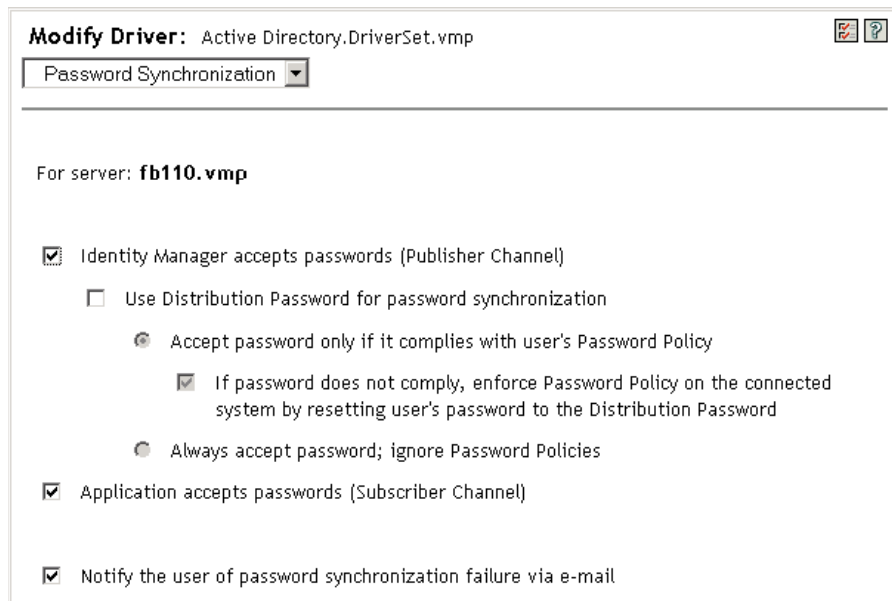 Modify Driver: Active Directory.DriverSet.vmp
Password Synchronization
For server: fb110.vmp
Identity Manager accepts passwords (Publisher Channel)
Use Distribution Password for password synchronization
Accept password only if it complies with user's Password Policy
If password does not comply, enforce Password Policy on the connected
system by resetting user's password to the Distribution Password
Always accept password; ignore Password Policies
Application accepts passwords (Subscriber Channel)
Notify the user of password synchronization failure via e-mail